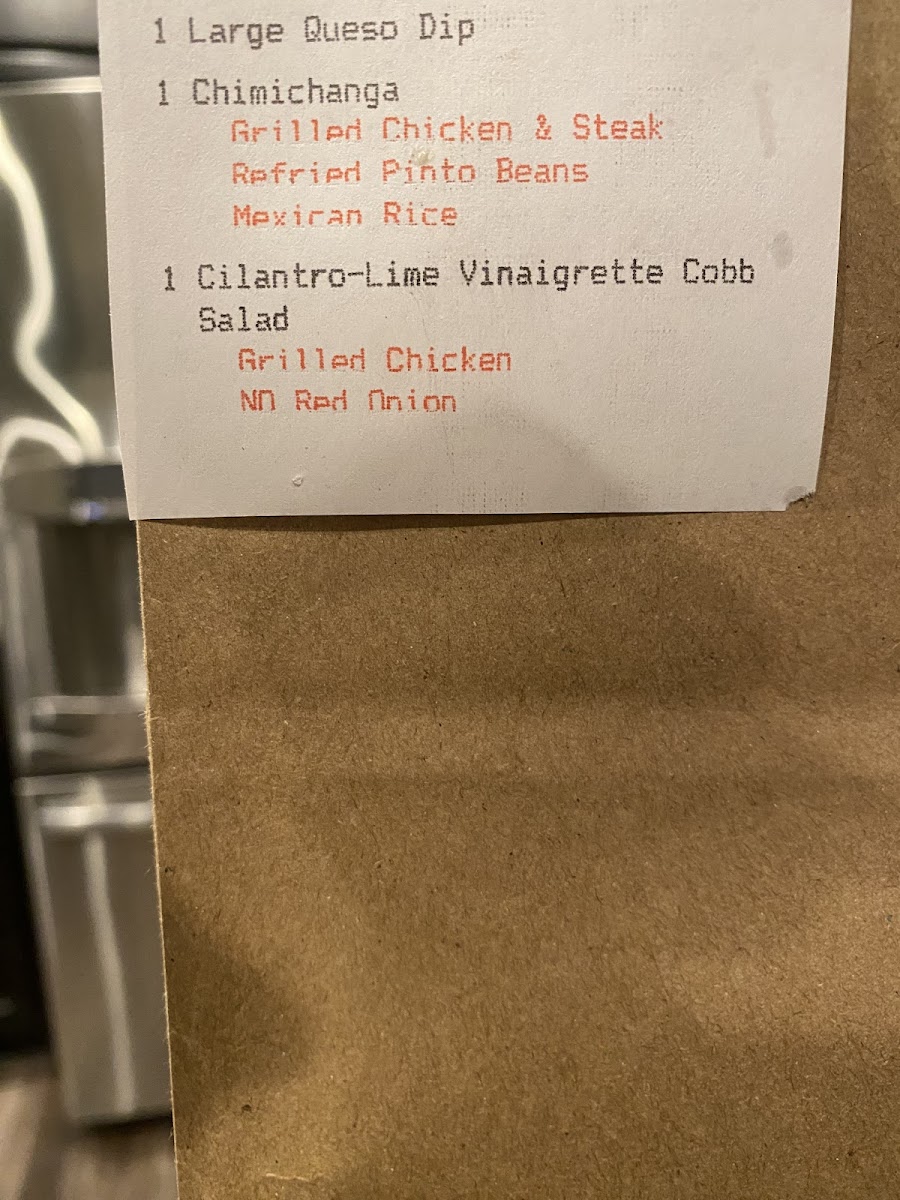 1 Large Queso Dip
1 Chimichanga
Grilled Chicken & Steak
Refried Pinto Beans
Mexican Rice
1 Cilantro-Lime Vinaigrette Cobb
Salad
Grilled Chicken
NO Red Onion